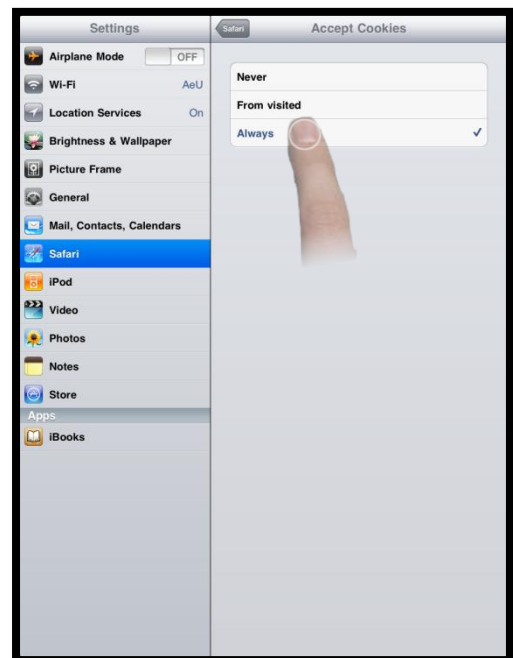 Settings
Airplane Mode OFF
Wi-Fi AeU
Location Services On
Brightness & Wallpaper
Picture Frame
General
Mail, Contacts, Calendars
Safari
iPod
Video
Photos
Notes
Store
Apps
iBooks
Safari Accept Cookies
Never
From visited
Always